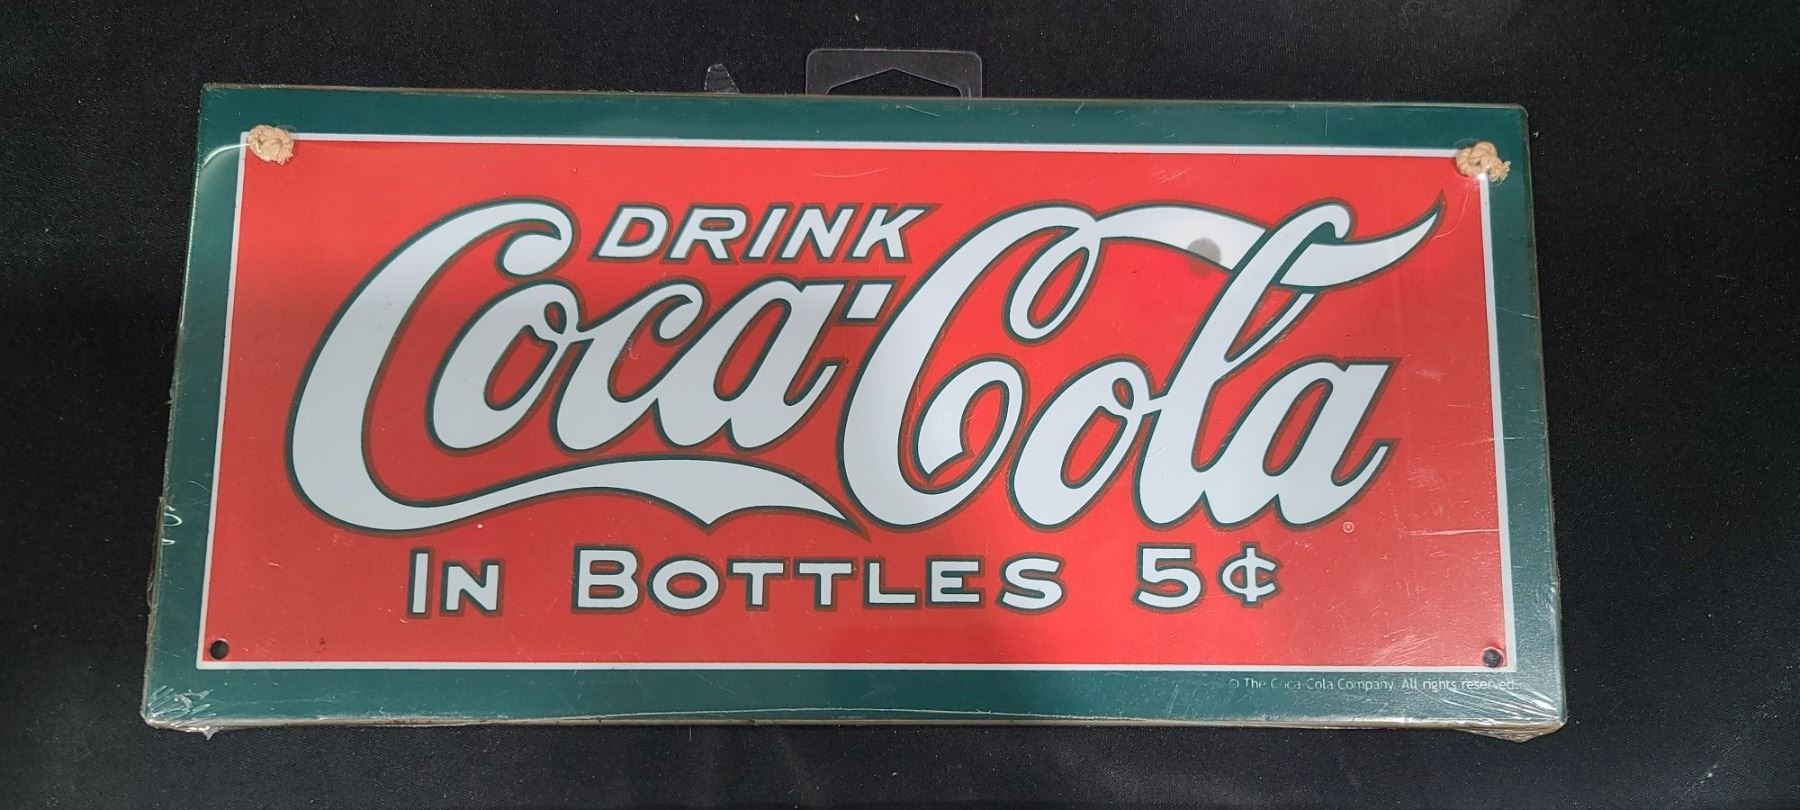 DRINK
Coca-Cola
®
IN BOTTLES 5¢
© The Coca-Cola Company. All rights reserved.